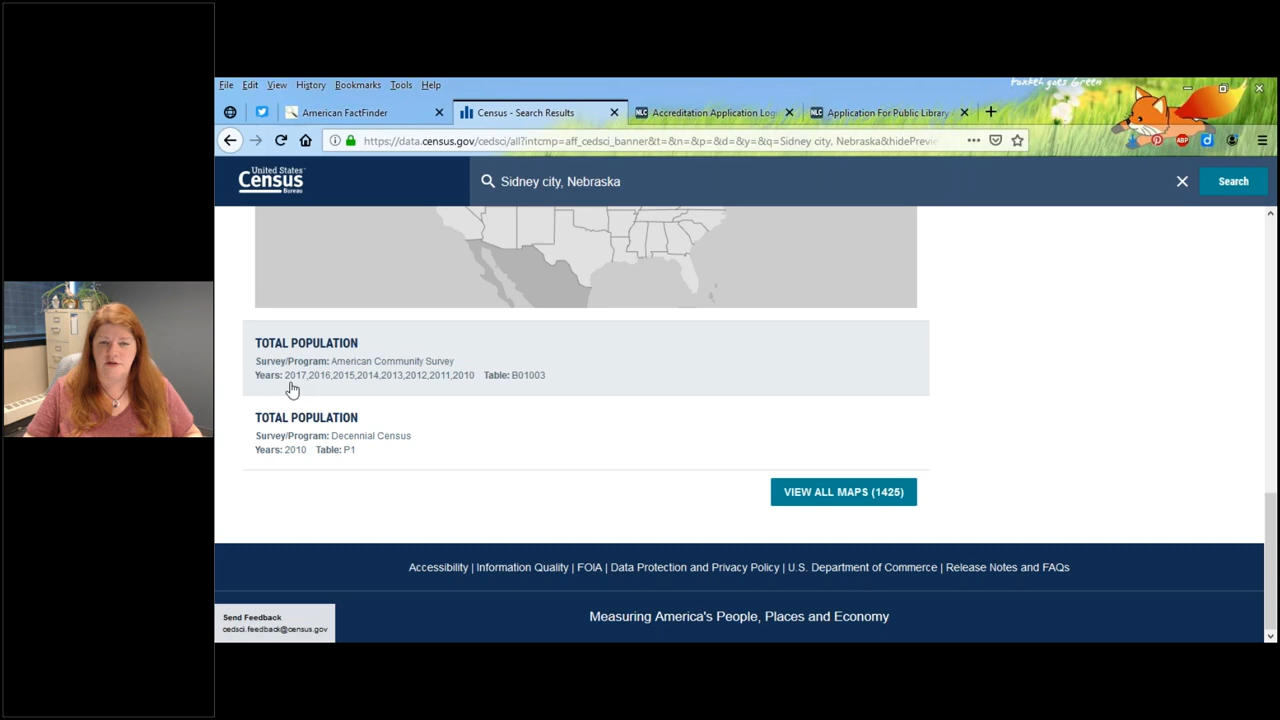 foxkeh goes Green
File Edit View History Bookmarks Tools Help
American FactFinder
Census - Search Results
NLC Accreditation Application Log
NLC Application For Public Library
https://data.census.gov/cedsci/all?intcmp=aff_cedsci_banner&t=&n=&p=&d=&y=&q=Sidney city, Nebraska&hidePrevie
United States
Census
Bureau
Sidney city, Nebraska
Search
TOTAL POPULATION
Survey/Program: American Community Survey
Years: 2017,2016,2015,2014,2013,2012,2011,2010 Table: B01003
TOTAL POPULATION
Survey/Program: Decennial Census
Years: 2010 Table: P1
VIEW ALL MAPS (1425)
Accessibility | Information Quality | FOIA | Data Protection and Privacy Policy | U.S. Department of Commerce | Release Notes and FAQs
Measuring America's People, Places and Economy
Send Feedback
cedsci.feedback@census.gov